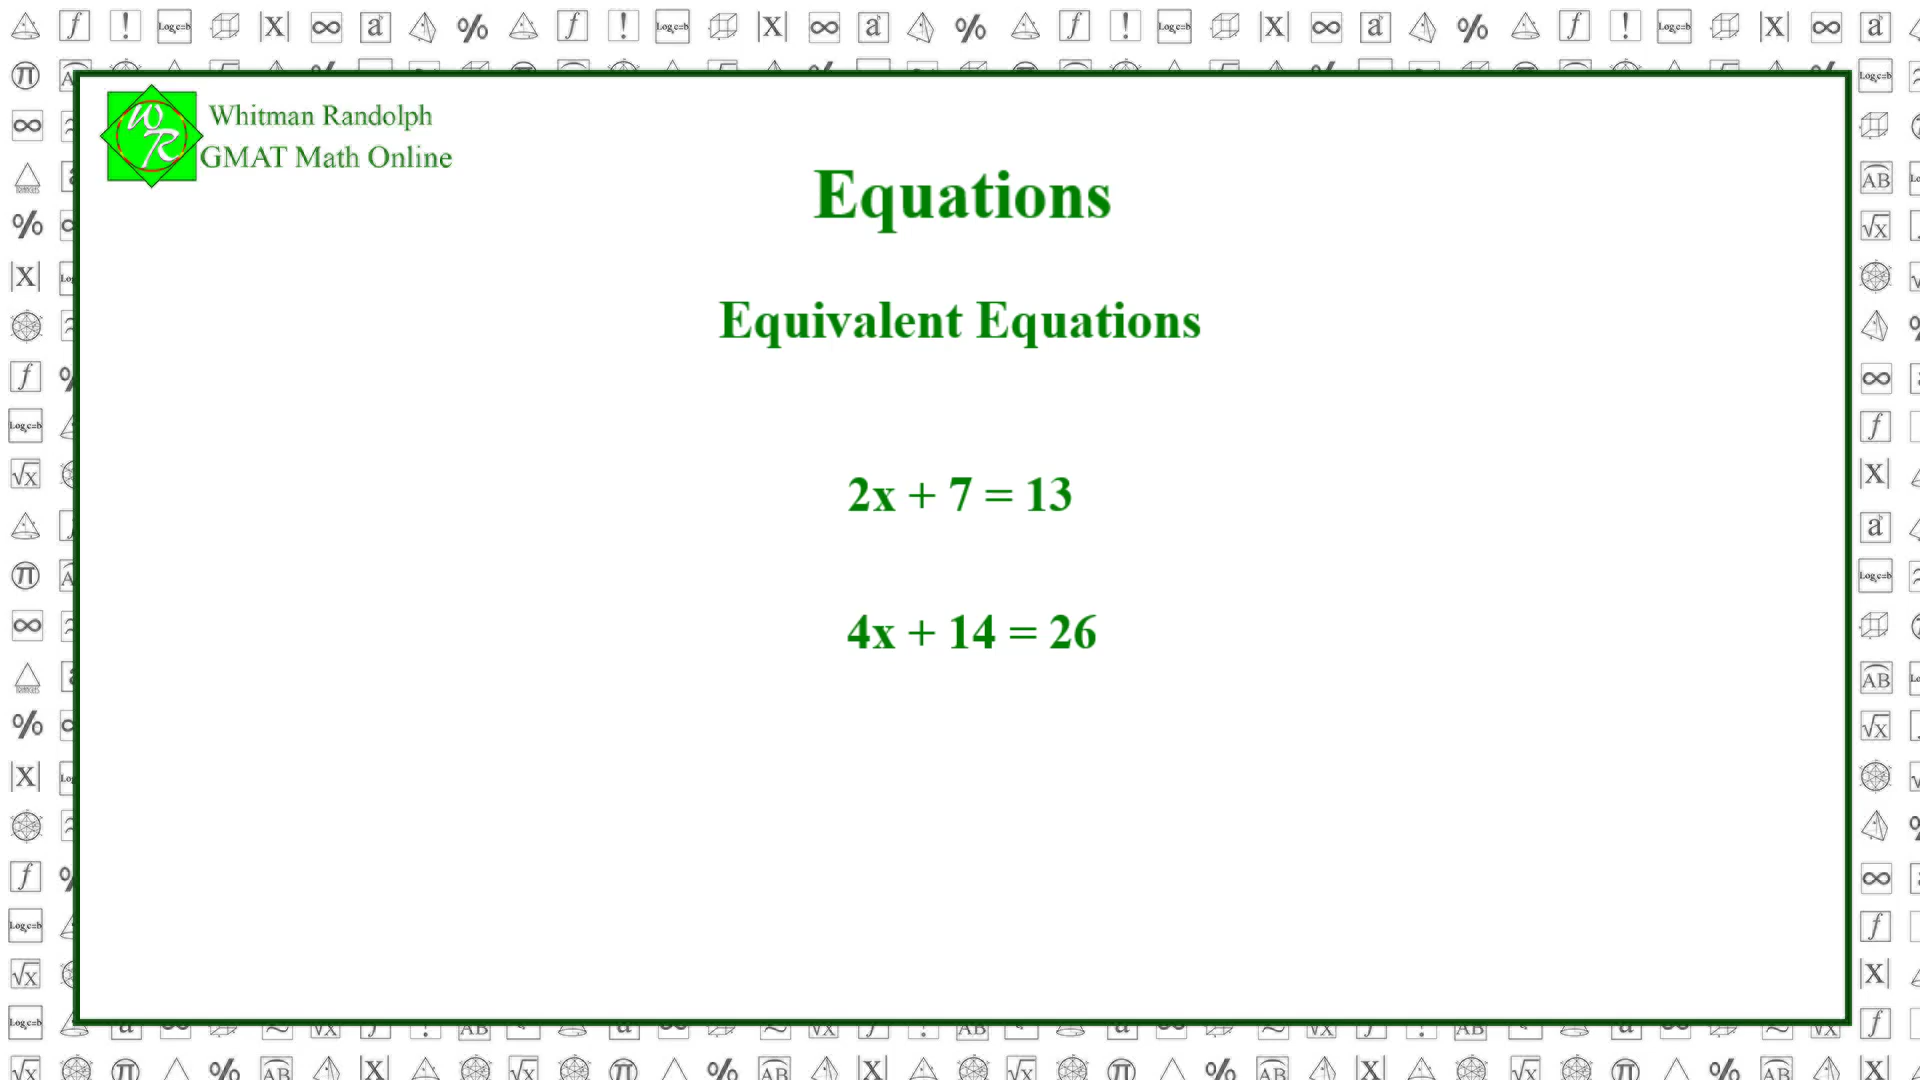 Whitman Randolph
GMAT Math Online
Equations
Equivalent Equations
2x + 7 = 13
4x + 14 = 26